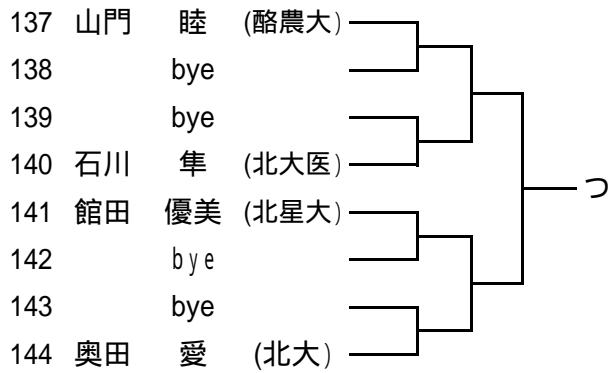 137 山門 睦 (酪農大)
138 bye
139 bye
140 石川 隼 (北大医)
つ
141 館田 優美 (北星大)
142 bye
143 bye
144 奥田 愛 (北大)